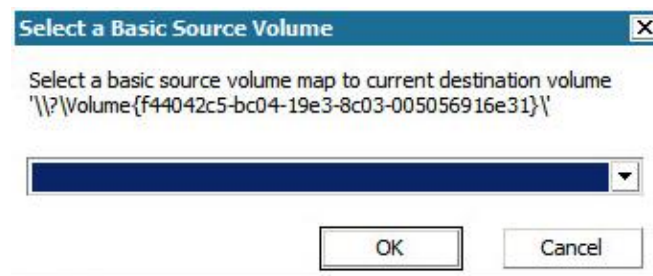 Select a Basic Source Volume
Select a basic source volume map to current destination volume
'\\?\Volume{f44042c5-bc04-19e3-8c03-005056916e31}\'
OK
Cancel